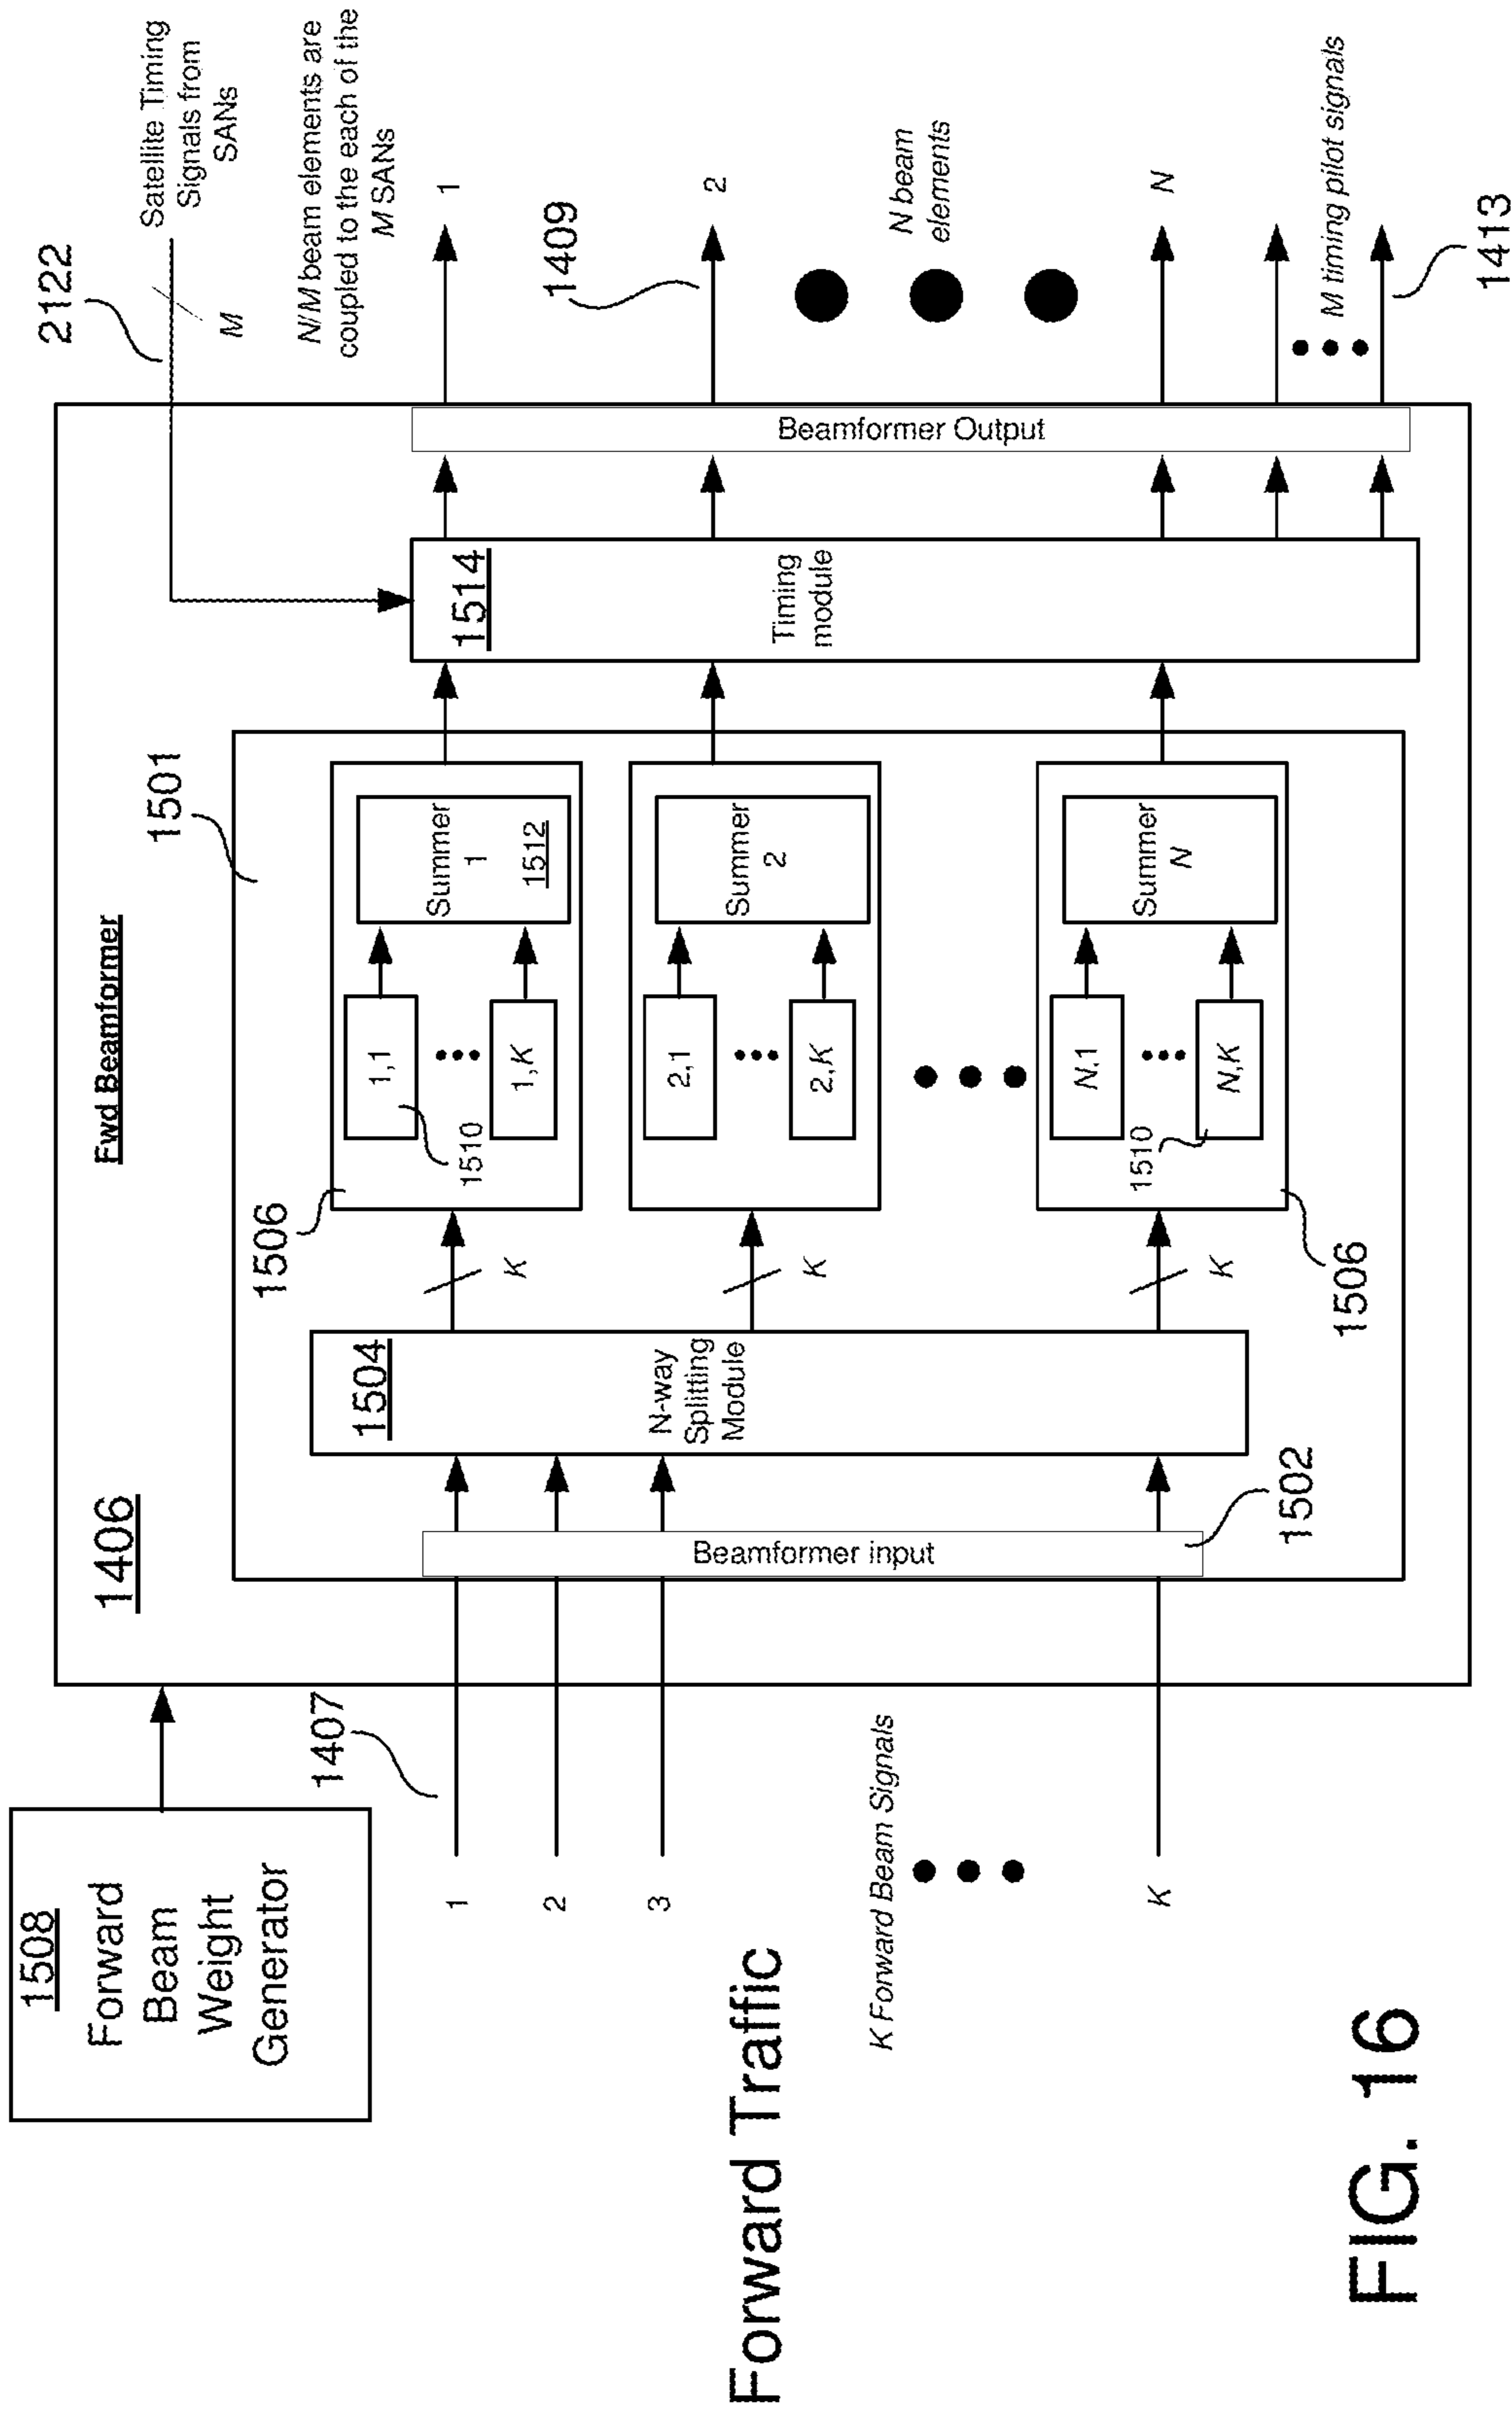 Fwd Beamformer
1406
1508
Forward
Beam
Weight
Generator
1407
1
2
3
K
K Forward Beam Signals
Beamformer input
1502
1504
N-way
Splitting
Module
K
K
K
1501
1506
1,1
1,K
1510
Summer
1
1512
2,1
2,K
Summer
2
N,1
N,K
1510
Summer
N
1506
1514
Timing
module
Beamformer Output
2122
M
Satellite Timing
Signals from
SANs
N/M beam elements are
coupled to the each of the
M SANs
1
1409
2
N beam
elements
N
M timing pilot signals
1413
Forward Traffic
FIG. 16